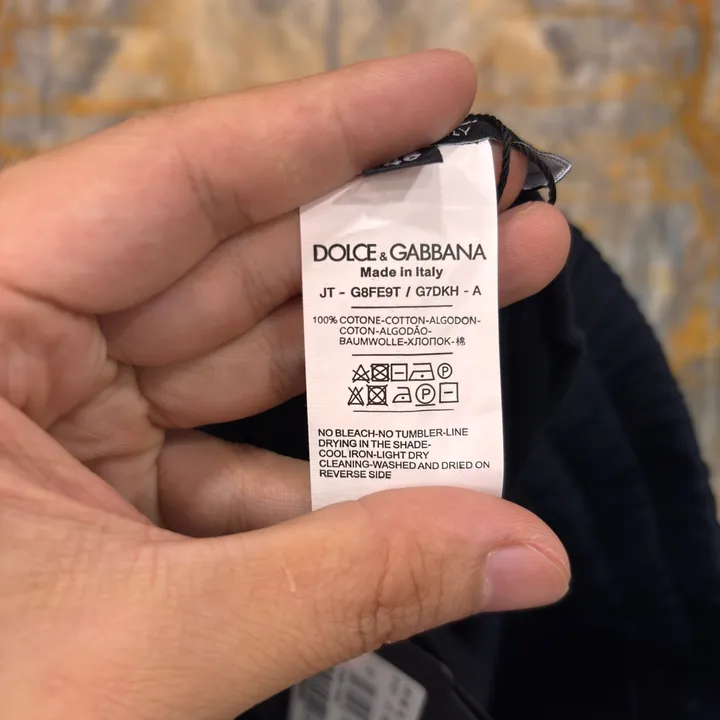 46
DOLCE & GABBANA
Made in Italy
JT - G8FE9T / G7DKH - A
100% COTONE-COTTON-ALGODON-
COTON-ALGODÃO-
BAUMWOLLE-ХЛОПОК-棉
NO BLEACH-NO TUMBLER-LINE
DRYING IN THE SHADE-
COOL IRON-LIGHT DRY
CLEANING-WASHED AND DRIED ON
REVERSE SIDE